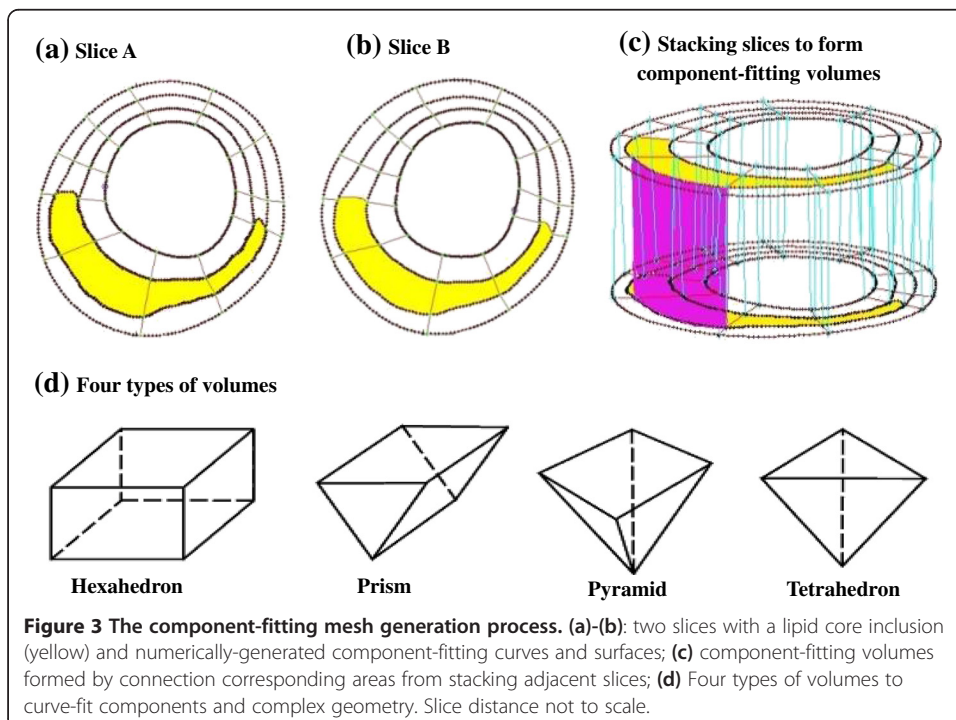 (a) Slice A
(b) Slice B
(c) Stacking slices to form
component-fitting volumes
(d) Four types of volumes
Hexahedron
Prism
Pyramid
Tetrahedron
Figure 3 The component-fitting mesh generation process. (a)-(b): two slices with a lipid core inclusion
(yellow) and numerically-generated component-fitting curves and surfaces; (c) component-fitting volumes
formed by connection corresponding areas from stacking adjacent slices; (d) Four types of volumes to
curve-fit components and complex geometry. Slice distance not to scale.